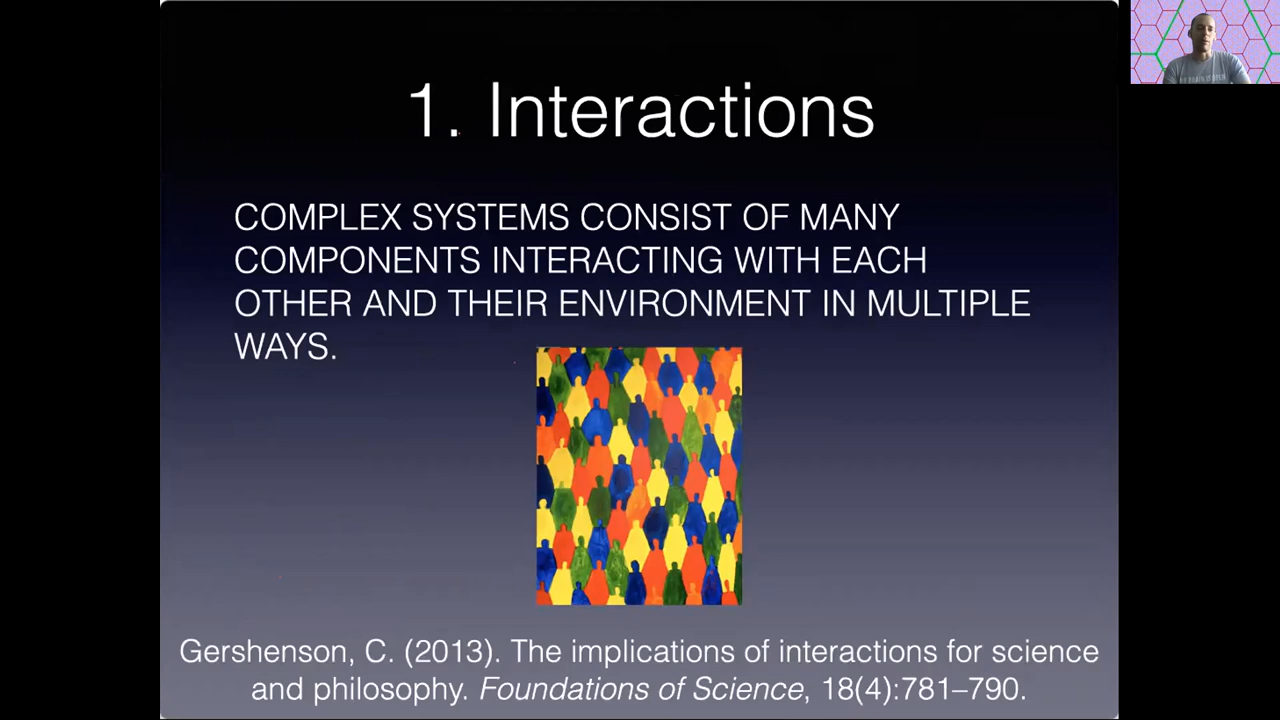 1. Interactions
COMPLEX SYSTEMS CONSIST OF MANY
COMPONENTS INTERACTING WITH EACH
OTHER AND THEIR ENVIRONMENT IN MULTIPLE
WAYS.
Gershenson, C. (2013). The implications of interactions for science
and philosophy. Foundations of Science, 18(4):781–790.